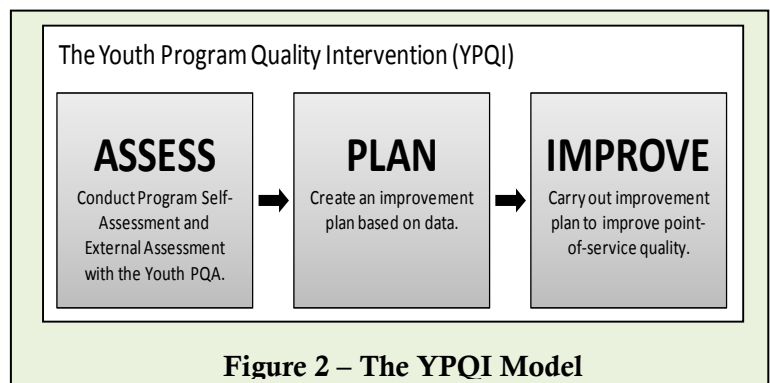 The Youth Program Quality Intervention (YPQI)
ASSESS
Conduct Program Self-
Assessment and
External Assessment
with the Youth PQA.
PLAN
Create an improvement
plan based on data.
IMPROVE
Carry out improvement
plan to improve point-
of-service quality.
Figure 2 – The YPQI Model